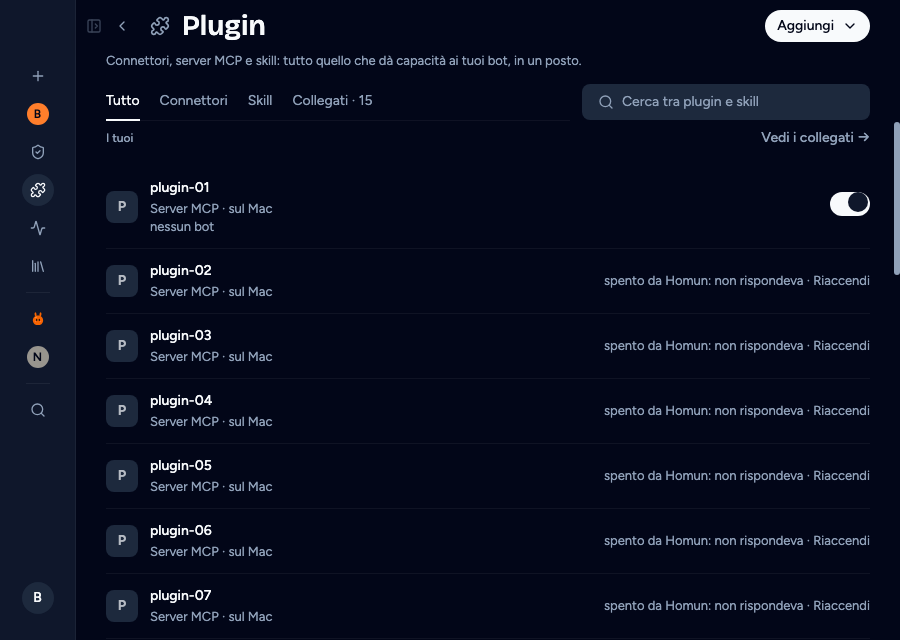 Plugin
Aggiungi
Connettori, server MCP e skill: tutto quello che dà capacità ai tuoi bot, in un posto.
Tutto Connettori Skill Collegati · 15
Cerca tra plugin e skill
I tuoi
Vedi i collegati →
P
plugin-01
Server MCP · sul Mac
nessun bot
P
plugin-02
Server MCP · sul Mac
spento da Homun: non rispondeva · Riaccendi
P
plugin-03
Server MCP · sul Mac
spento da Homun: non rispondeva · Riaccendi
P
plugin-04
Server MCP · sul Mac
spento da Homun: non rispondeva · Riaccendi
P
plugin-05
Server MCP · sul Mac
spento da Homun: non rispondeva · Riaccendi
P
plugin-06
Server MCP · sul Mac
spento da Homun: non rispondeva · Riaccendi
P
plugin-07
Server MCP · sul Mac
spento da Homun: non rispondeva · Riaccendi
B
N
B